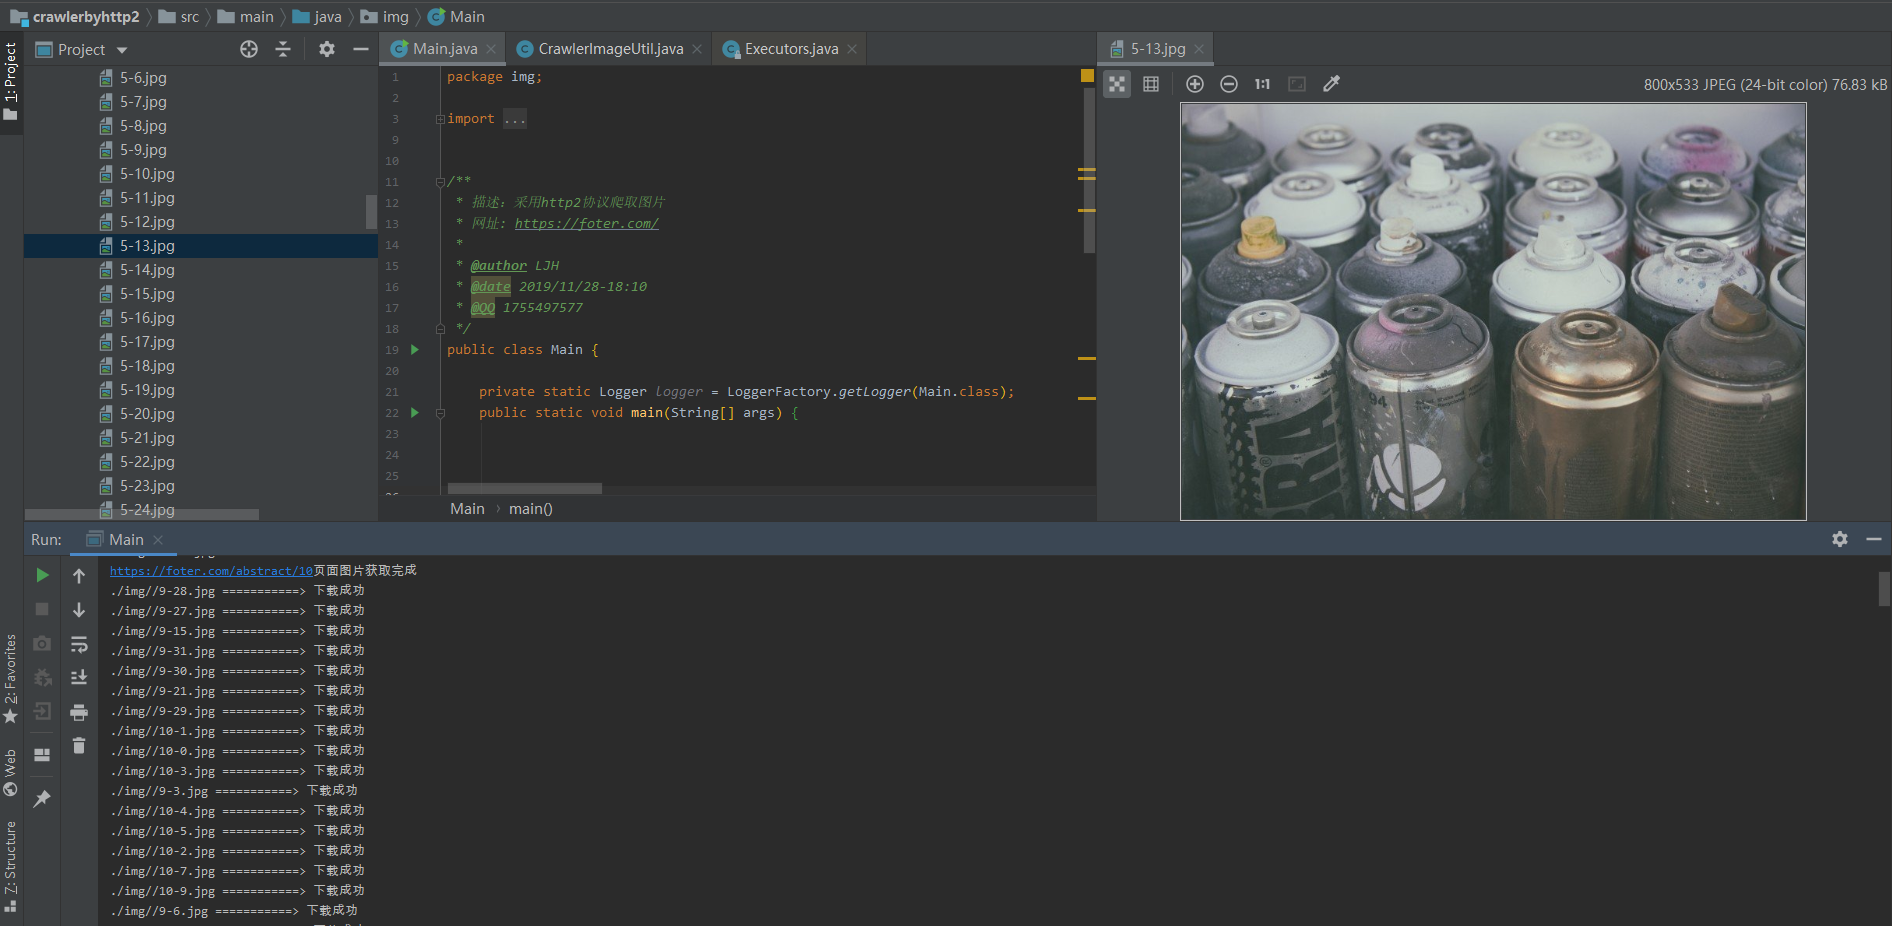 crawlerbyhttp2 src main java img Main
1: Project
Project
5-6.jpg
5-7.jpg
5-8.jpg
5-9.jpg
5-10.jpg
5-11.jpg
5-12.jpg
5-13.jpg
5-14.jpg
5-15.jpg
5-16.jpg
5-17.jpg
5-18.jpg
5-19.jpg
5-20.jpg
5-21.jpg
5-22.jpg
5-23.jpg
5-24.jpg
Main.java CrawlerImageUtil.java Executors.java
1 package img;
2
3 import ...
9
10
11 /**
12 * 描述：采用http2协议爬取图片
13 * 网址: https://foter.com/
14 *
15 * @author LJH
16 * @date 2019/11/28-18:10
17 * @QQ 1755497577
18 */
19 public class Main {
20
21 private static Logger logger = LoggerFactory.getLogger(Main.class);
22 public static void main(String[] args) {
23
24
25
Main › main()
5-13.jpg
1:1
800x533 JPEG (24-bit color) 76.83 kB
94
Run: Main
https://foter.com/abstract/10页面图片获取完成
./img//9-28.jpg ===========> 下载成功
./img//9-27.jpg ===========> 下载成功
./img//9-15.jpg ===========> 下载成功
./img//9-31.jpg ===========> 下载成功
./img//9-30.jpg ===========> 下载成功
./img//9-21.jpg ===========> 下载成功
./img//9-29.jpg ===========> 下载成功
./img//10-1.jpg ===========> 下载成功
./img//10-0.jpg ===========> 下载成功
./img//10-3.jpg ===========> 下载成功
./img//9-3.jpg ===========> 下载成功
./img//10-4.jpg ===========> 下载成功
./img//10-5.jpg ===========> 下载成功
./img//10-2.jpg ===========> 下载成功
./img//10-7.jpg ===========> 下载成功
./img//10-9.jpg ===========> 下载成功
./img//9-6.jpg ===========> 下载成功
2: Favorites
Web
Z: Structure